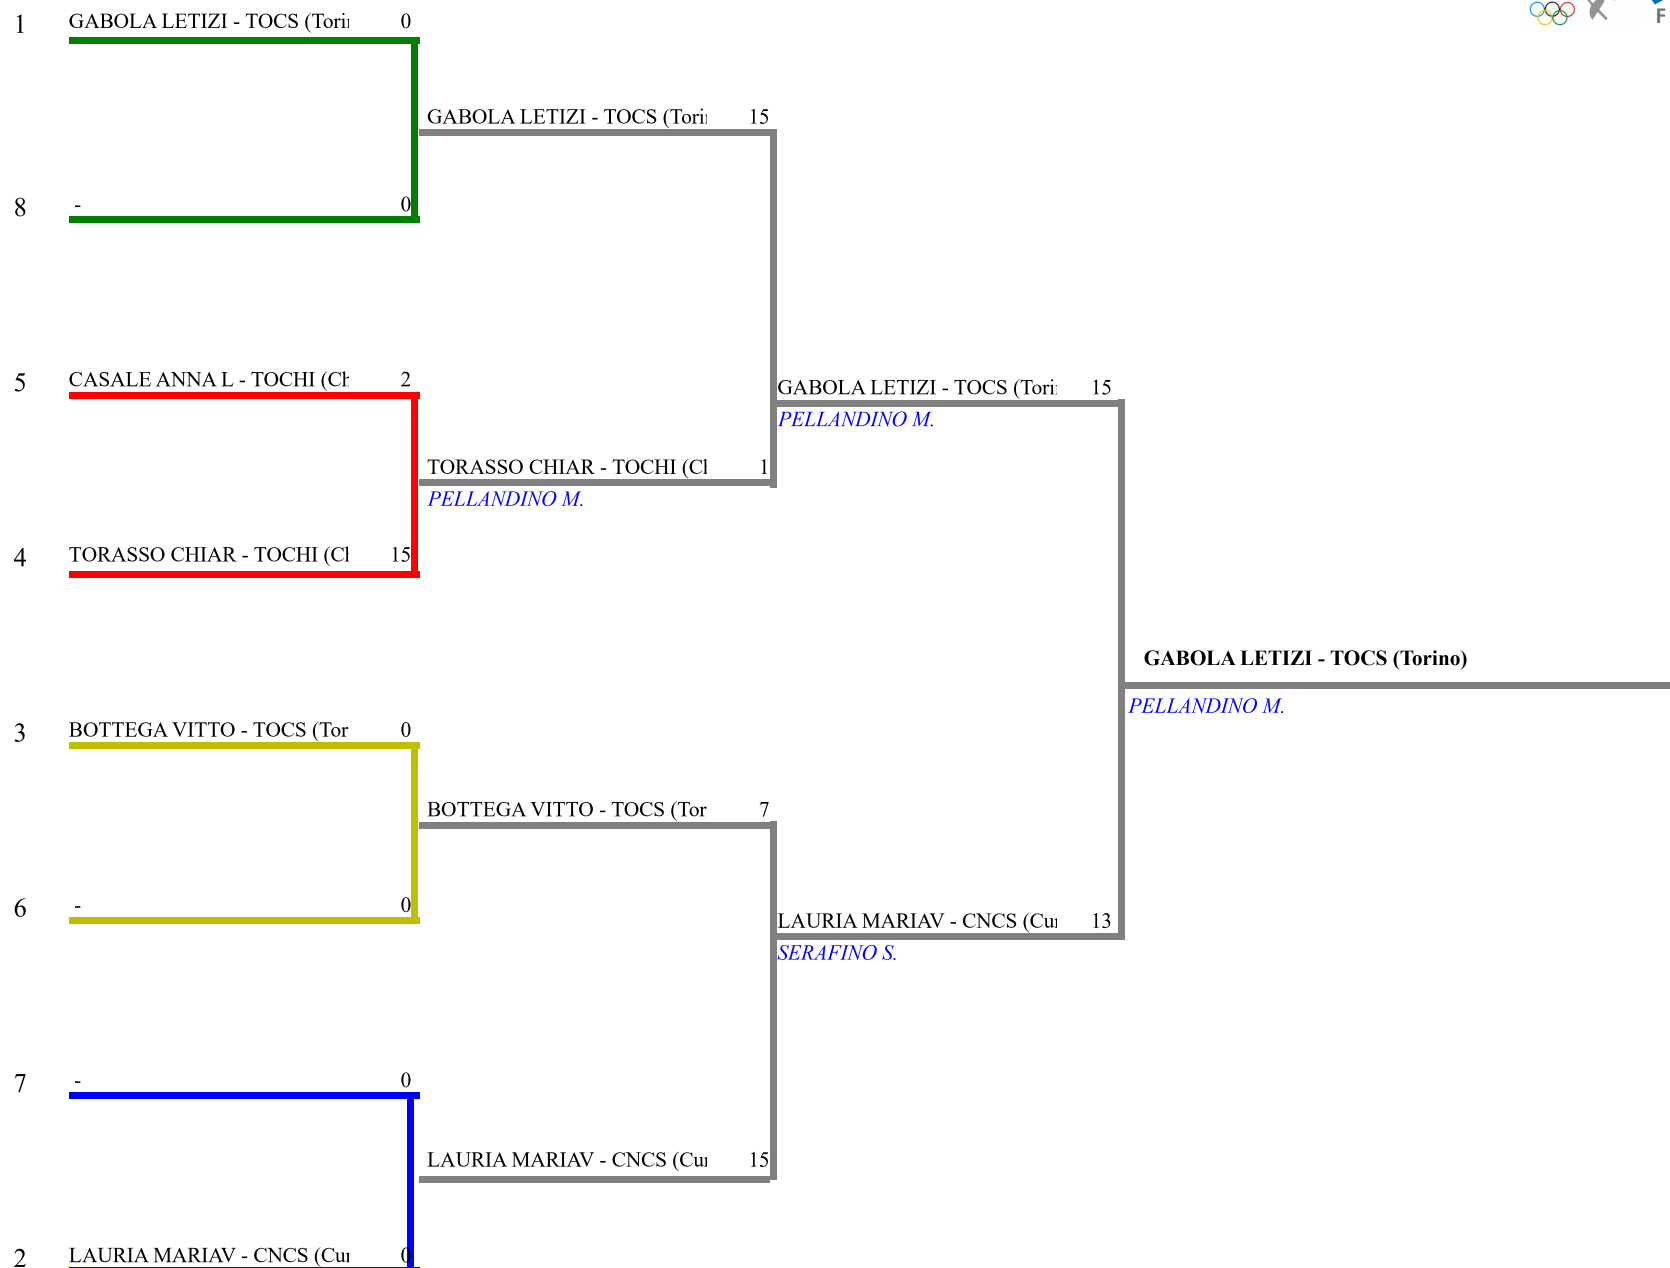 1 GABOLA LETIZI - TOCS (Tori 0
GABOLA LETIZI - TOCS (Tori 15
8 - 0
5 CASALE ANNA L - TOCHI (Ch 2
GABOLA LETIZI - TOCS (Tori 15
PELLANDINO M.
TORASSO CHIAR - TOCHI (C 1
PELLANDINO M.
4 TORASSO CHIAR - TOCHI (C 15
GABOLA LETIZI - TOCS (Torino)
PELLANDINO M.
3 BOTTEGA VITTO - TOCS (Tor 0
BOTTEGA VITTO - TOCS (Tor 7
6 - 0
LAURIA MARIAV - CNCS (Cu 13
SERAFINO S.
7 - 0
LAURIA MARIAV - CNCS (Cu 15
2 LAURIA MARIAV - CNCS (Cu 0
F